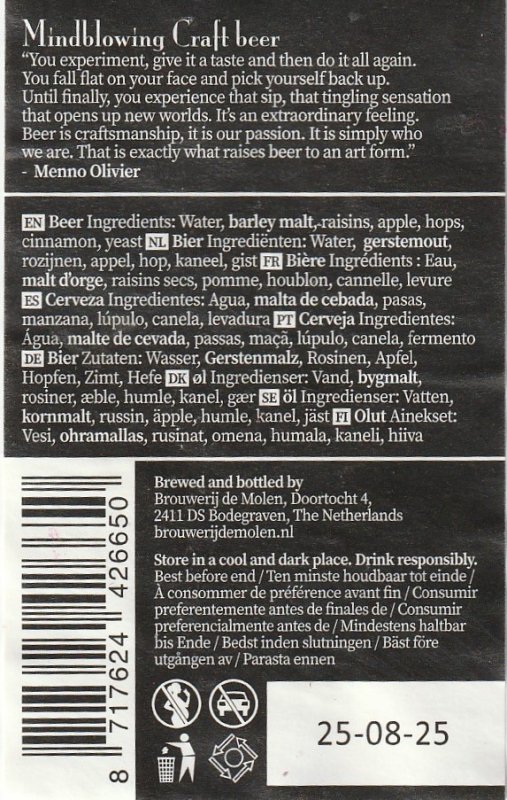 Mindblowing Craft beer
“You experiment, give it a taste and then do it all again.
You fall flat on your face and pick yourself back up.
Until finally, you experience that sip, that tingling sensation
that opens up new worlds. It’s an extraordinary feeling.
Beer is craftsmanship, it is our passion. It is simply who
we are. That is exactly what raises beer to an art form.”
- Menno Olivier
EN Beer Ingredients: Water, barley malt, raisins, apple, hops,
cinnamon, yeast NL Bier Ingrediënten: Water, gerstemout,
rozijnen, appel, hop, kaneel, gist FR Bière Ingrédients : Eau,
malt d’orge, raisins secs, pomme, houblon, cannelle, levure
ES Cerveza Ingredientes: Agua, malta de cebada, pasas,
manzana, lúpulo, canela, levadura PT Cerveja Ingredientes:
Água, malte de cevada, passas, maçã, lúpulo, canela, fermento
DE Bier Zutaten: Wasser, Gerstenmalz, Rosinen, Apfel,
Hopfen, Zimt, Hefe DK øl Ingredienser: Vand, bygmalt,
rosiner, æble, humle, kanel, gær SE öl Ingredienser: Vatten,
kornmalt, russin, äpple, humle, kanel, jäst FI Olut Ainekset:
Vesi, ohramallas, rusinat, omena, humala, kaneli, hiiva
8 717624 426650
Brewed and bottled by
Brouwerij de Molen, Doortocht 4,
2411 DS Bodegraven, The Netherlands
brouwerijdemolen.nl
Store in a cool and dark place. Drink responsibly.
Best before end / Ten minste houdbaar tot einde /
À consommer de préférence avant fin / Consumir
preferentemente antes de finales de / Consumir
preferencialmente antes de / Mindestens haltbar
bis Ende / Bedst inden slutningen / Bäst före
utgången av / Parasta ennen
25-08-25